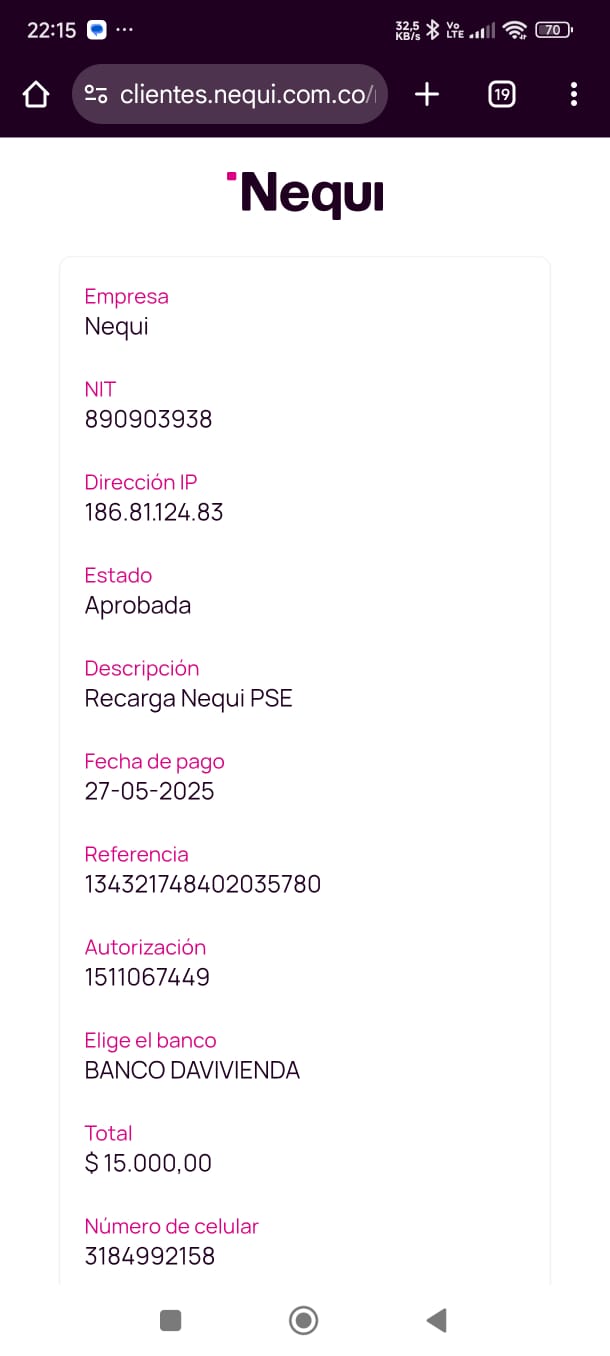 22:15
32,5
KB/s
Vo
LTE
70
clientes.nequi.com.co/
19
Nequi
Empresa
Nequi
NIT
890903938
Dirección IP
186.81.124.83
Estado
Aprobada
Descripción
Recarga Nequi PSE
Fecha de pago
27-05-2025
Referencia
134321748402035780
Autorización
1511067449
Elige el banco
BANCO DAVIVIENDA
Total
$ 15.000,00
Número de celular
3184992158